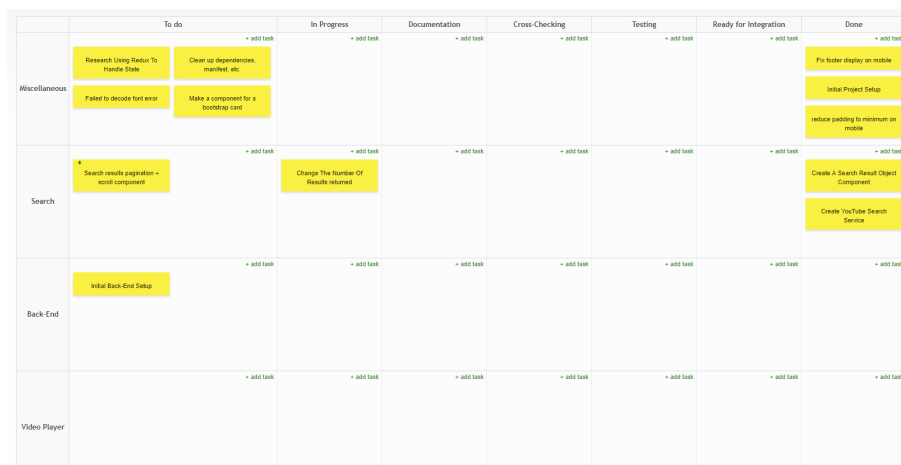 To do In Progress Documentation Cross-Checking Testing Ready for Integration Done
+ add task + add task + add task + add task + add task + add task + add task
Miscellaneous
Research Using Redux To
Handle State
Clean up dependencies,
manifest, etc.
Failed to decode font error
Make a component for a
bootstrap card
Fix footer display on mobile
Initial Project Setup
reduce padding to minimum on
mobile
+ add task + add task + add task + add task + add task + add task + add task
Search
*
Search results pagination +
scroll component
Change The Number Of
Results returned
Create A Search Result Object
Component
Create YouTube Search
Service
+ add task + add task + add task + add task + add task + add task + add task
Back-End
Initial Back-End Setup
+ add task + add task + add task + add task + add task + add task + add task
Video Player